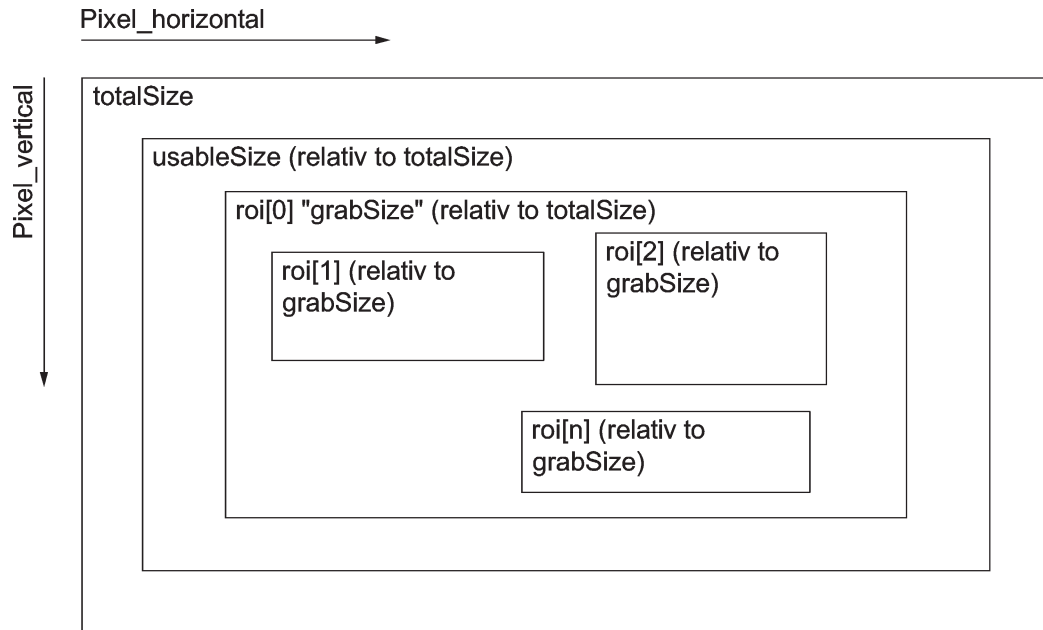 Pixel_horizontal
Pixel_vertical
totalSize
usableSize (relativ to totalSize)
roi[0] "grabSize" (relativ to totalSize)
roi[1] (relativ to
grabSize)
roi[2] (relativ to
grabSize)
roi[n] (relativ to
grabSize)